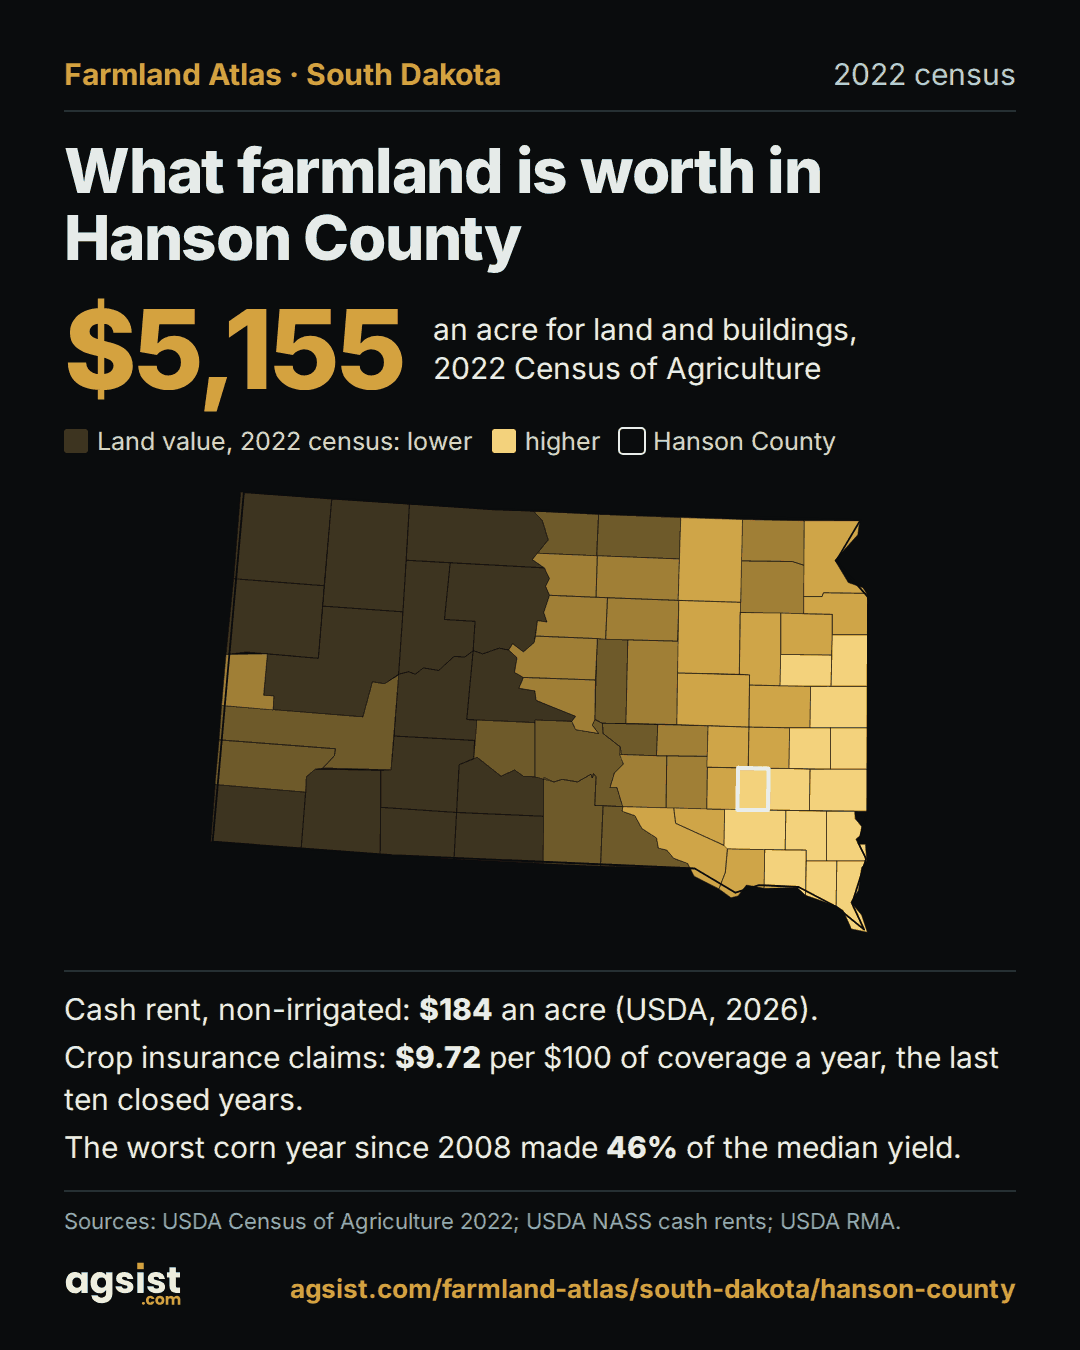 Farmland Atlas · South Dakota
2022 census
What farmland is worth in
Hanson County
$5,155
an acre for land and buildings,
2022 Census of Agriculture
Land value, 2022 census: lower higher Hanson County
Cash rent, non-irrigated: $184 an acre (USDA, 2026).
Crop insurance claims: $9.72 per $100 of coverage a year, the last
ten closed years.
The worst corn year since 2008 made 46% of the median yield.
Sources: USDA Census of Agriculture 2022; USDA NASS cash rents; USDA RMA.
agsist
.com
agsist.com/farmland-atlas/south-dakota/hanson-county